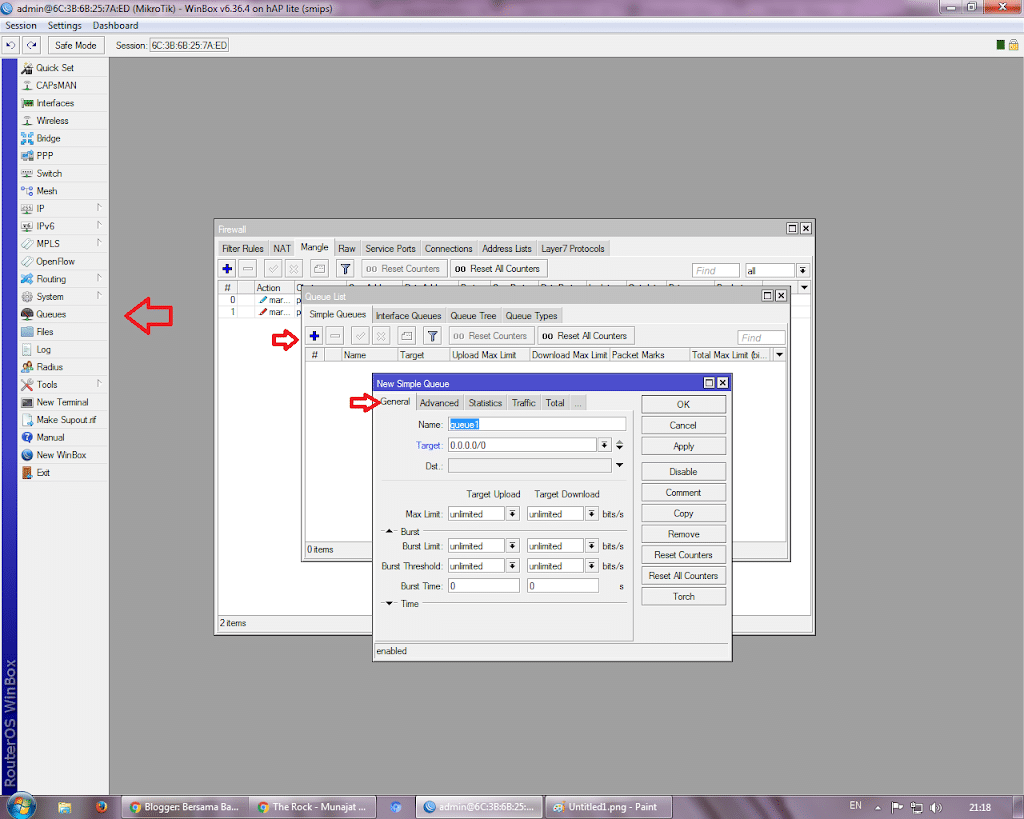 admin@6C:3B:6B:25:7A:ED (MikroTik) - WinBox v6.36.4 on hAP lite (smips)
Session Settings Dashboard
Safe Mode Session: 6C:3B:6B:25:7A:ED
Quick Set
CAPsMAN
Interfaces
Wireless
Bridge
PPP
Switch
Mesh
IP
IPv6
MPLS
OpenFlow
Routing
System
Queues
Files
Log
Radius
Tools
New Terminal
Make Supout.rif
Manual
New WinBox
Exit
RouterOS WinBox
Firewall
Filter Rules NAT Mangle Raw Service Ports Connections Address Lists Layer7 Protocols
00 Reset Counters 00 Reset All Counters Find all
# Action
0 mar...
1 mar...
2 items
Queue List
Simple Queues Interface Queues Queue Tree Queue Types
00 Reset Counters 00 Reset All Counters Find
# Name Target Upload Max Limit Download Max Limit Packet Marks Total Max Limit (bi...
0 items
New Simple Queue
General Advanced Statistics Traffic Total ...
Name: queue1
Target: 0.0.0.0/0
Dst.:
Target Upload Target Download
Max Limit: unlimited unlimited bits/s
Burst
Burst Limit: unlimited unlimited bits/s
Burst Threshold: unlimited unlimited bits/s
Burst Time: 0 0 s
Time
enabled
OK
Cancel
Apply
Disable
Comment
Copy
Remove
Reset Counters
Reset All Counters
Torch
Blogger: Bersama Ba... The Rock - Munajat ... admin@6C:3B:6B:25:... Untitled1.png - Paint EN 21:18